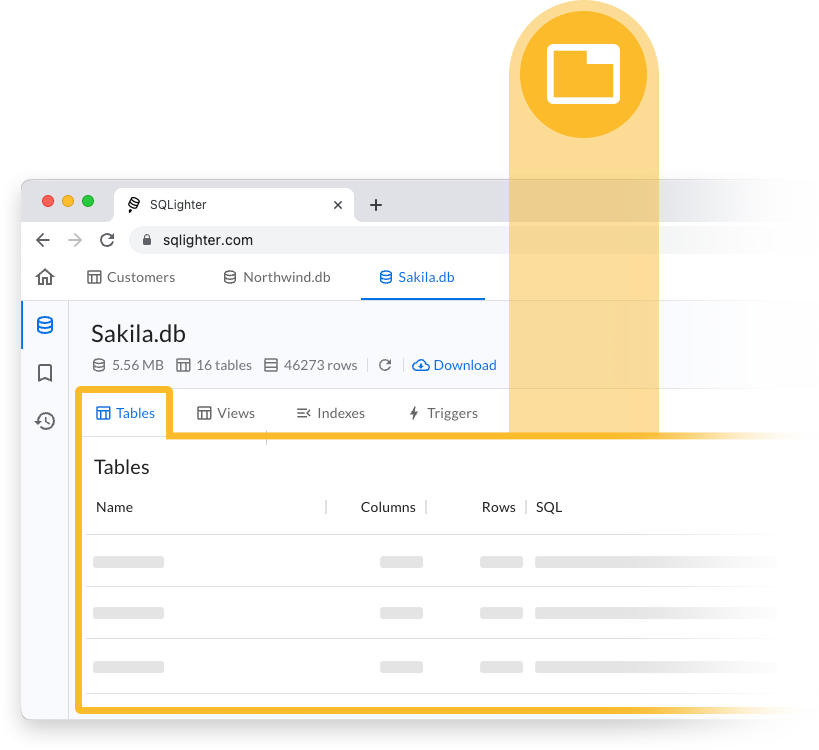 SQLighter
sqlighter.com
Customers Northwind.db Sakila.db
Sakila.db
5.56 MB 16 tables 46273 rows Download
Tables Views Indexes Triggers
Tables
Name Columns Rows SQL